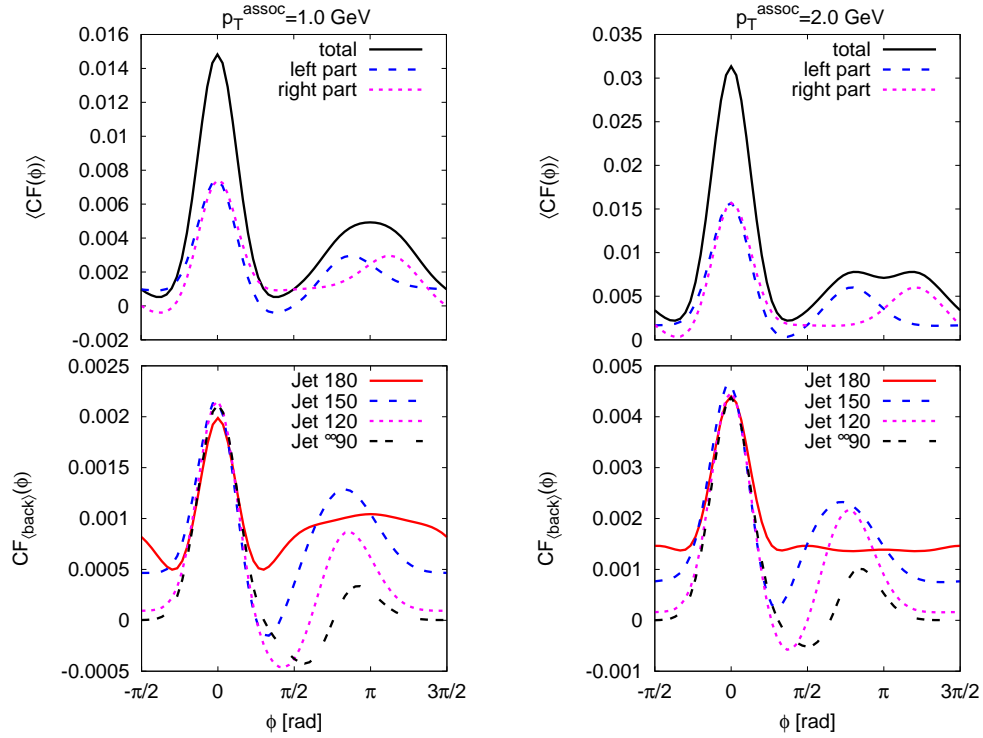 p_T^assoc=1.0 GeV
0.016
0.014
0.012
0.01
0.008
0.006
0.004
0.002
0
-0.002
⟨CF(φ)⟩
total
left part
right part
p_T^assoc=2.0 GeV
0.035
0.03
0.025
0.02
0.015
0.01
0.005
0
⟨CF(φ)⟩
total
left part
right part
0.002
0.0015
0.001
0.0005
0
-0.0005
CF_⟨back⟩(φ)
Jet 180
Jet 150
Jet 120
Jet ∞90
-π/2 0 π/2 π 3π/2
φ [rad]
0.005
0.004
0.003
0.002
0.001
0
-0.001
CF_⟨back⟩(φ)
Jet 180
Jet 150
Jet 120
Jet ∞90
-π/2 0 π/2 π 3π/2
φ [rad]